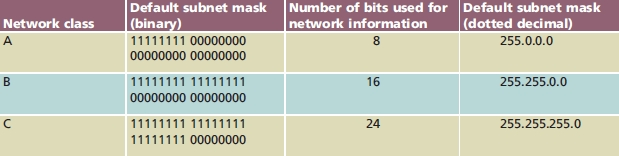 Network class Default subnet mask (binary) Number of bits used for network information Default subnet mask (dotted decimal)
A 11111111 00000000 8 255.0.0.0
00000000 00000000
B 11111111 11111111 16 255.255.0.0
00000000 00000000
C 11111111 11111111 24 255.255.255.0
11111111 00000000